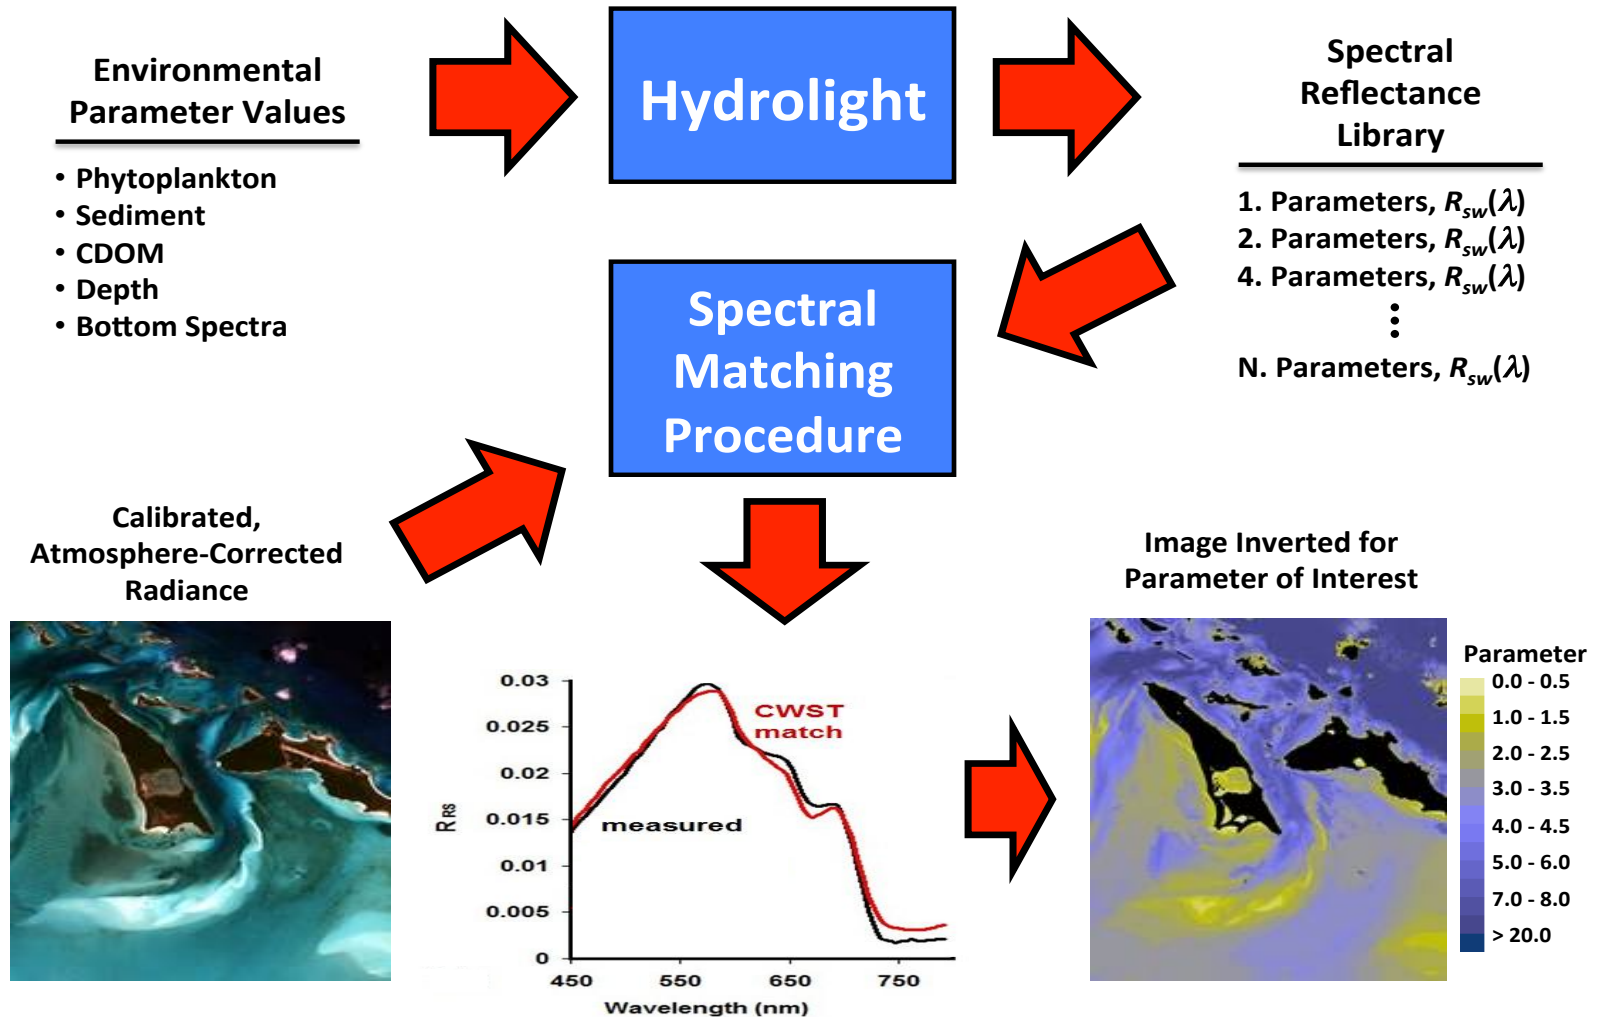 Environmental
Parameter Values
• Phytoplankton
• Sediment
• CDOM
• Depth
• Bottom Spectra
Hydrolight
Spectral
Reflectance
Library
1. Parameters, Rsw(λ)
2. Parameters, Rsw(λ)
4. Parameters, Rsw(λ)
⋮
N. Parameters, Rsw(λ)
Spectral
Matching
Procedure
Calibrated,
Atmosphere-Corrected
Radiance
0.03
0.025
0.02
0.015
0.01
0.005
0
RRS
CWST
match
measured
450
550
650
750
Wavelength (nm)
Image Inverted for
Parameter of Interest
Parameter
0.0 - 0.5
1.0 - 1.5
2.0 - 2.5
3.0 - 3.5
4.0 - 4.5
5.0 - 6.0
7.0 - 8.0
> 20.0